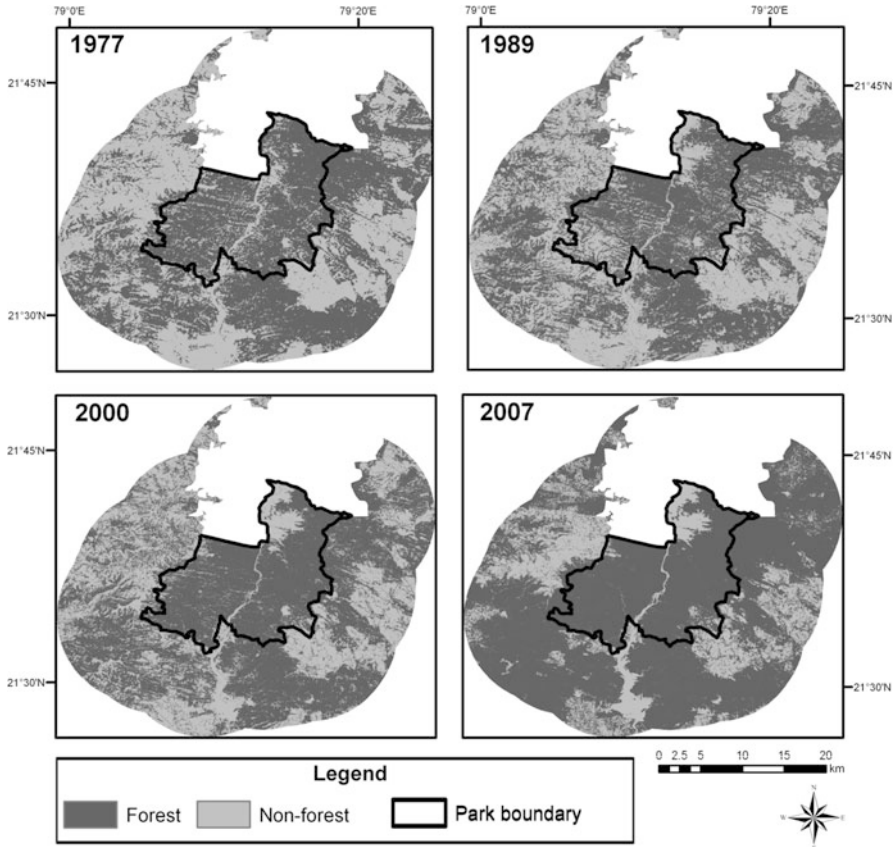 79°0'E
79°20'E
79°0'E
79°20'E
1977
1989
21°45'N
21°45'N
21°30'N
21°30'N
2000
2007
21°45'N
21°45'N
21°30'N
21°30'N
Legend
Forest
Non-forest
Park boundary
0 2.5 5 10 15 20
km
N
W
E
S